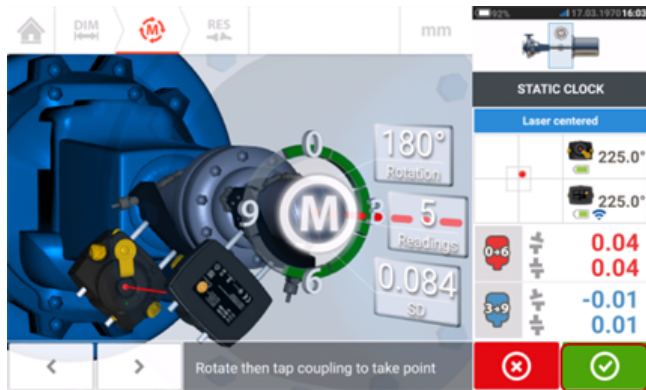 DIM
M
RES
mm
92%
17.03.1970 16:03
STATIC CLOCK
Laser centered
225.0°
225.0°
0
3
6
9
M
180°
Rotation
5
Readings
0.084
SD
0+6
0.04
0.04
3+9
-0.01
0.01
Rotate then tap coupling to take point